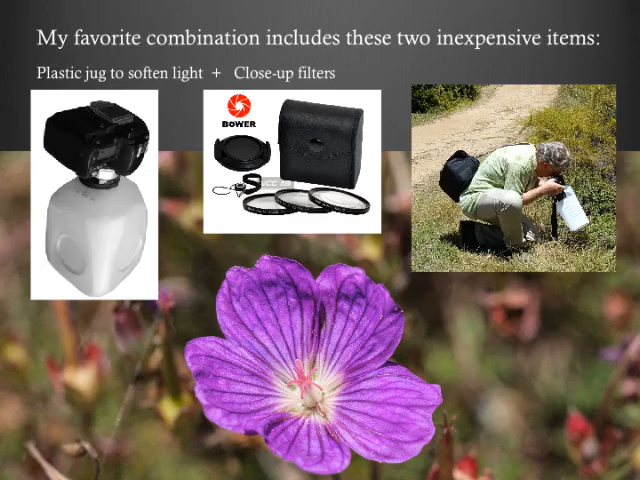 My favorite combination includes these two inexpensive items:
Plastic jug to soften light + Close-up filters
BOWER